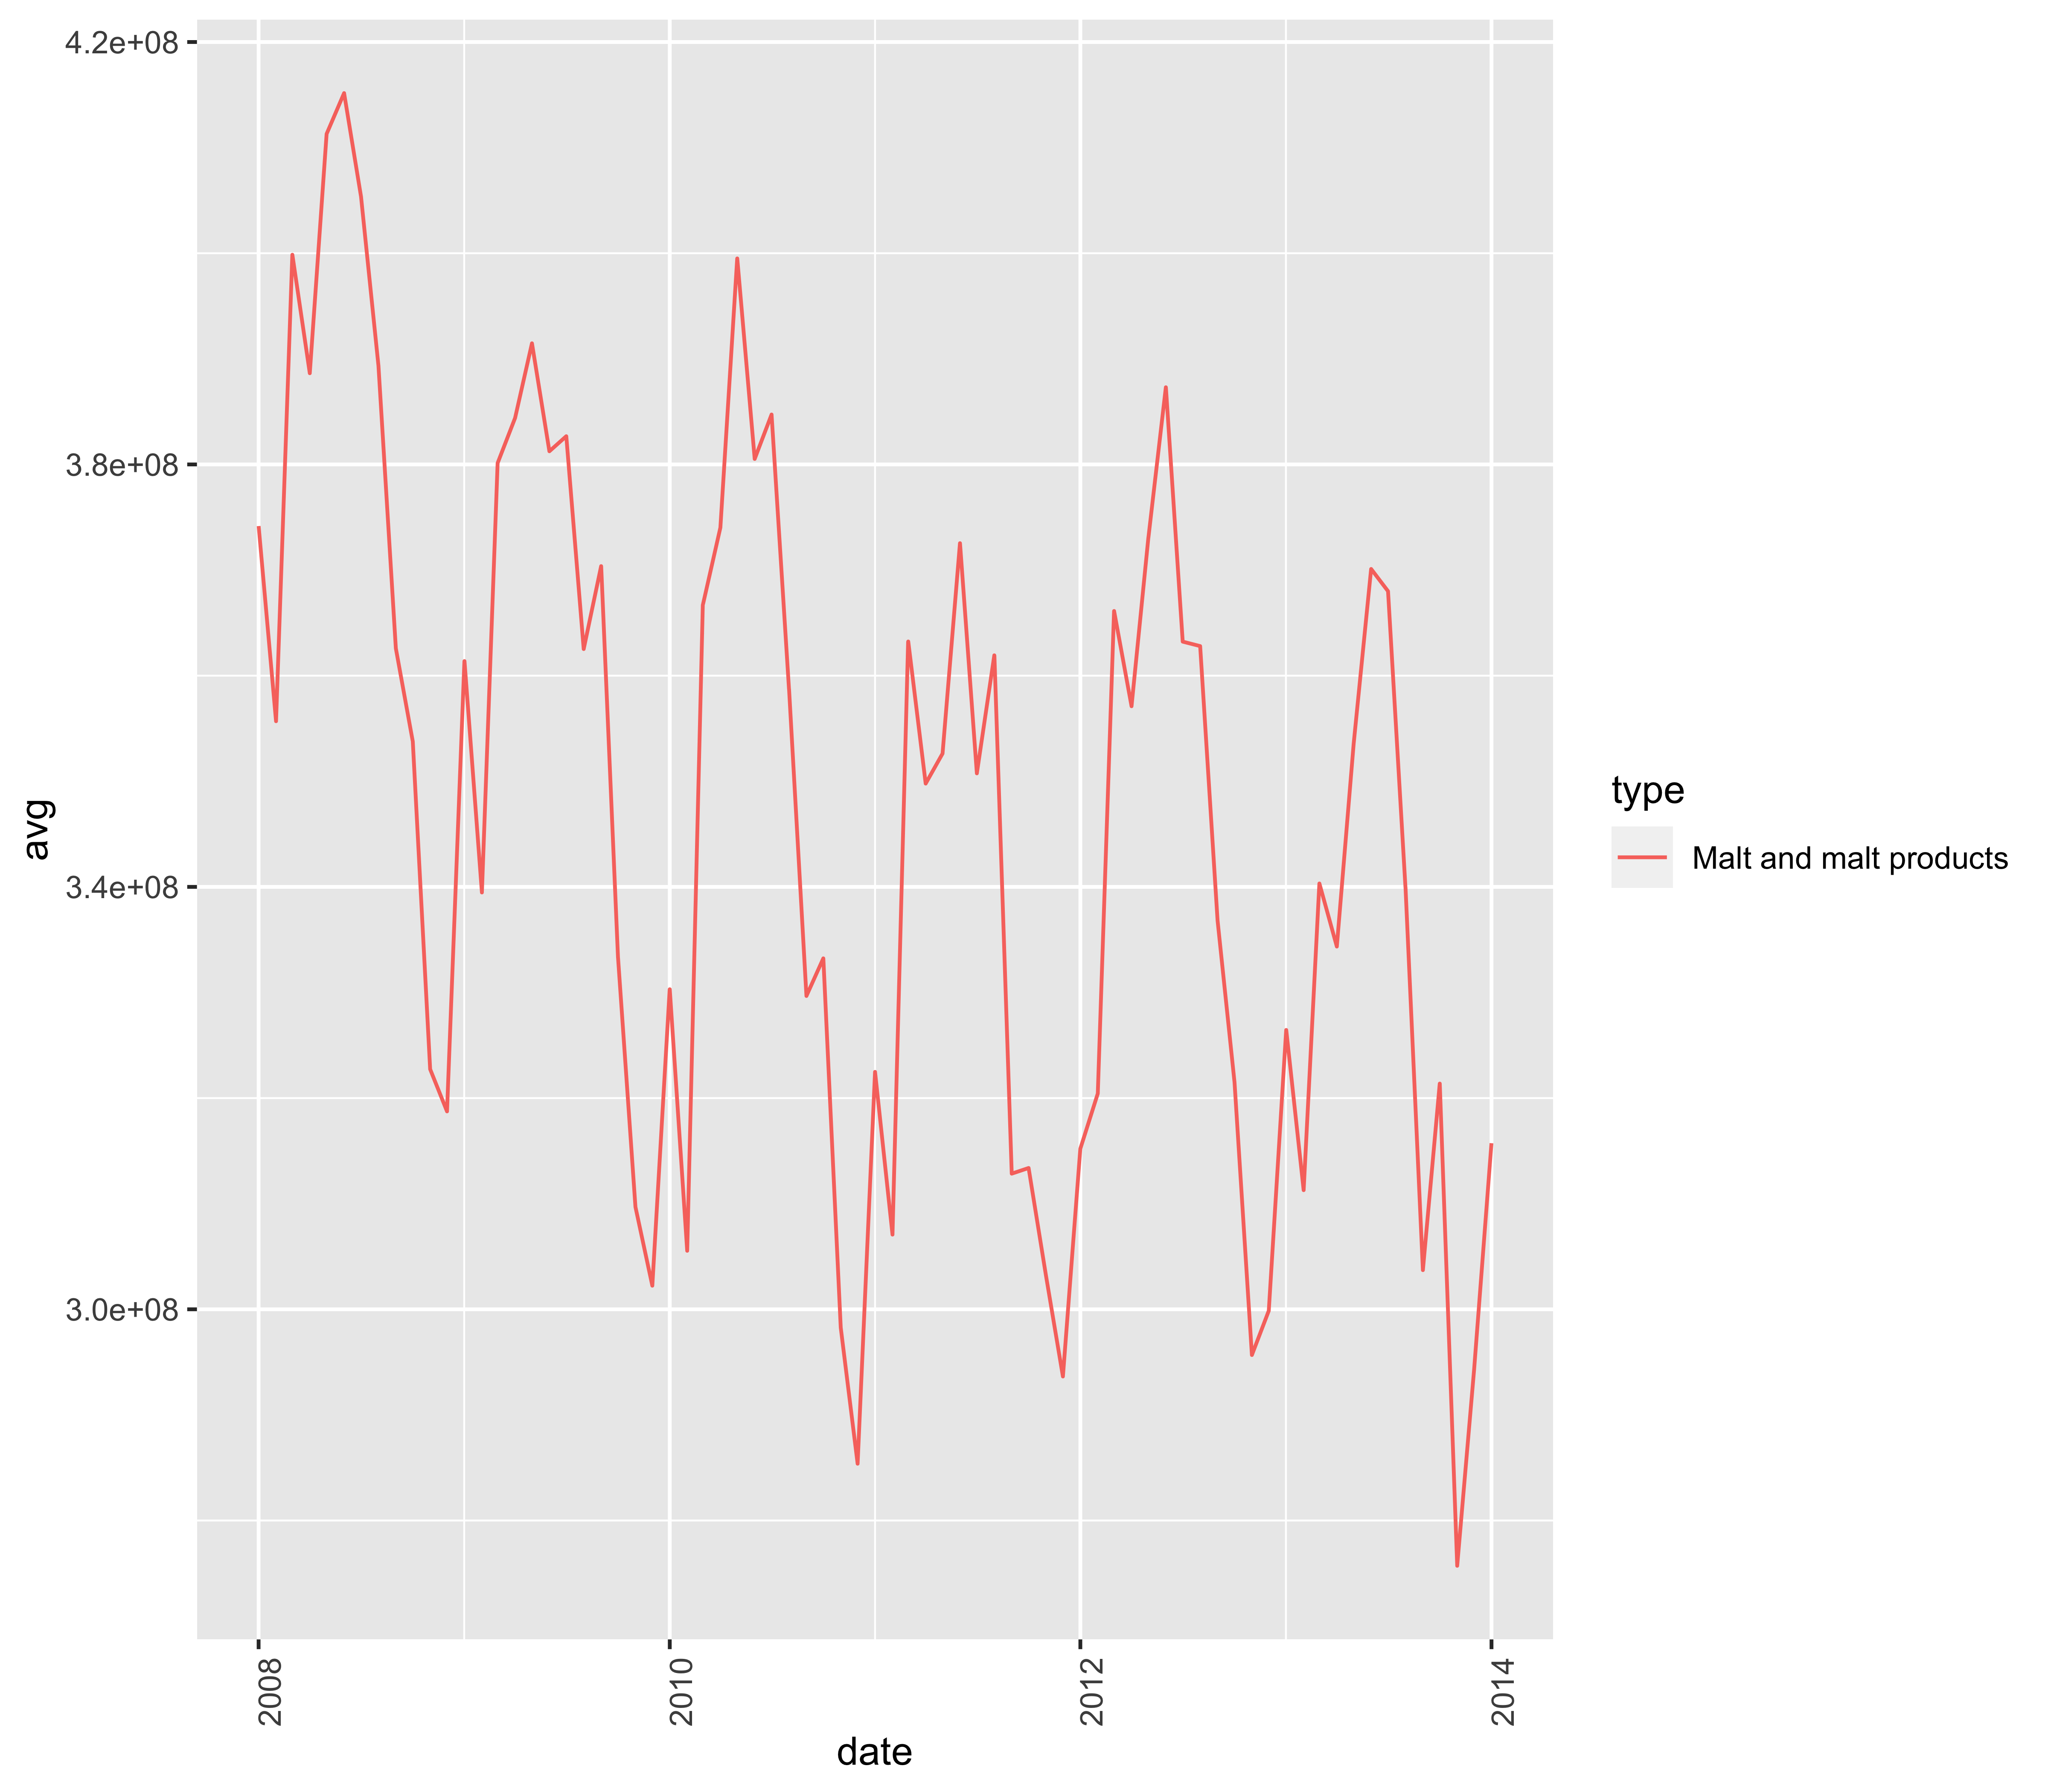 4.2e+08
3.8e+08
3.4e+08
3.0e+08
avg
2008
2010
2012
2014
date
type
Malt and malt products